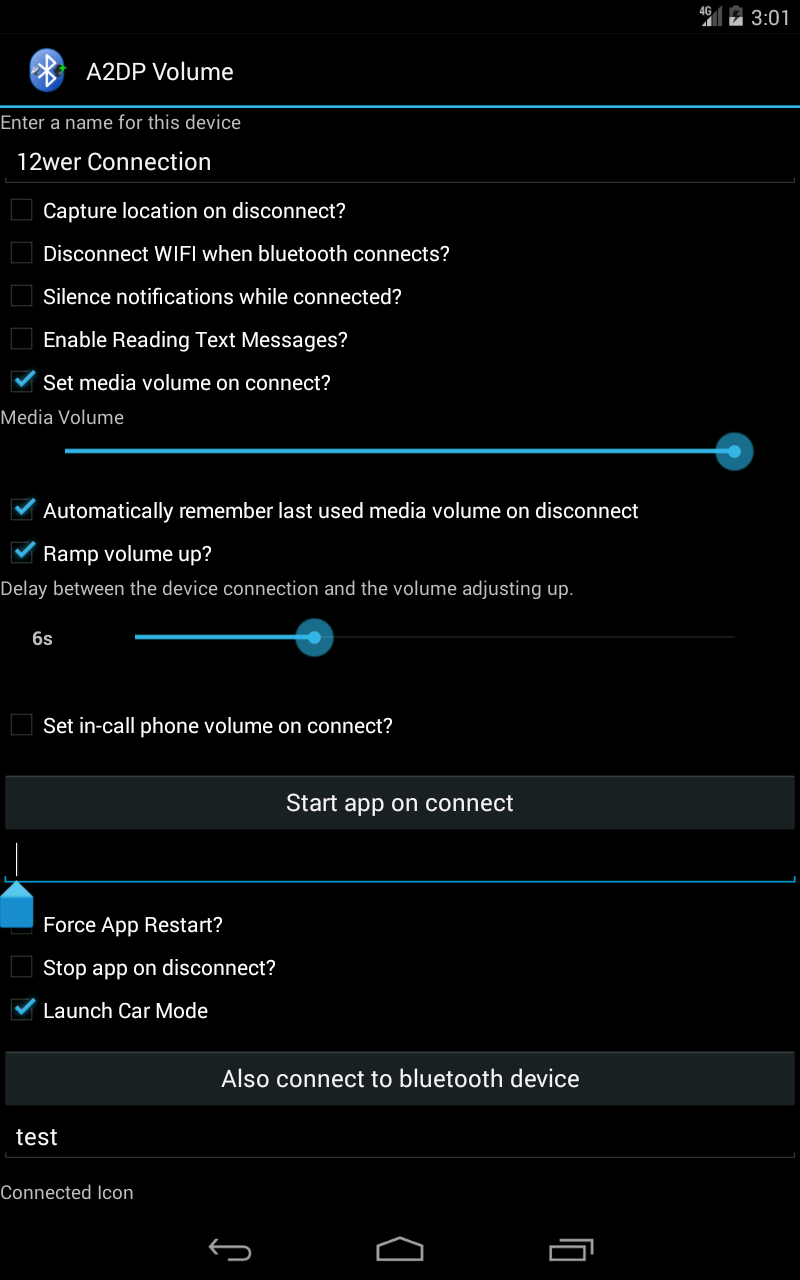 4G 3:01
A2DP Volume
Enter a name for this device
12wer Connection
Capture location on disconnect?
Disconnect WIFI when bluetooth connects?
Silence notifications while connected?
Enable Reading Text Messages?
Set media volume on connect?
Media Volume
Automatically remember last used media volume on disconnect
Ramp volume up?
Delay between the device connection and the volume adjusting up.
6s
Set in-call phone volume on connect?
Start app on connect
Force App Restart?
Stop app on disconnect?
Launch Car Mode
Also connect to bluetooth device
test
Connected Icon